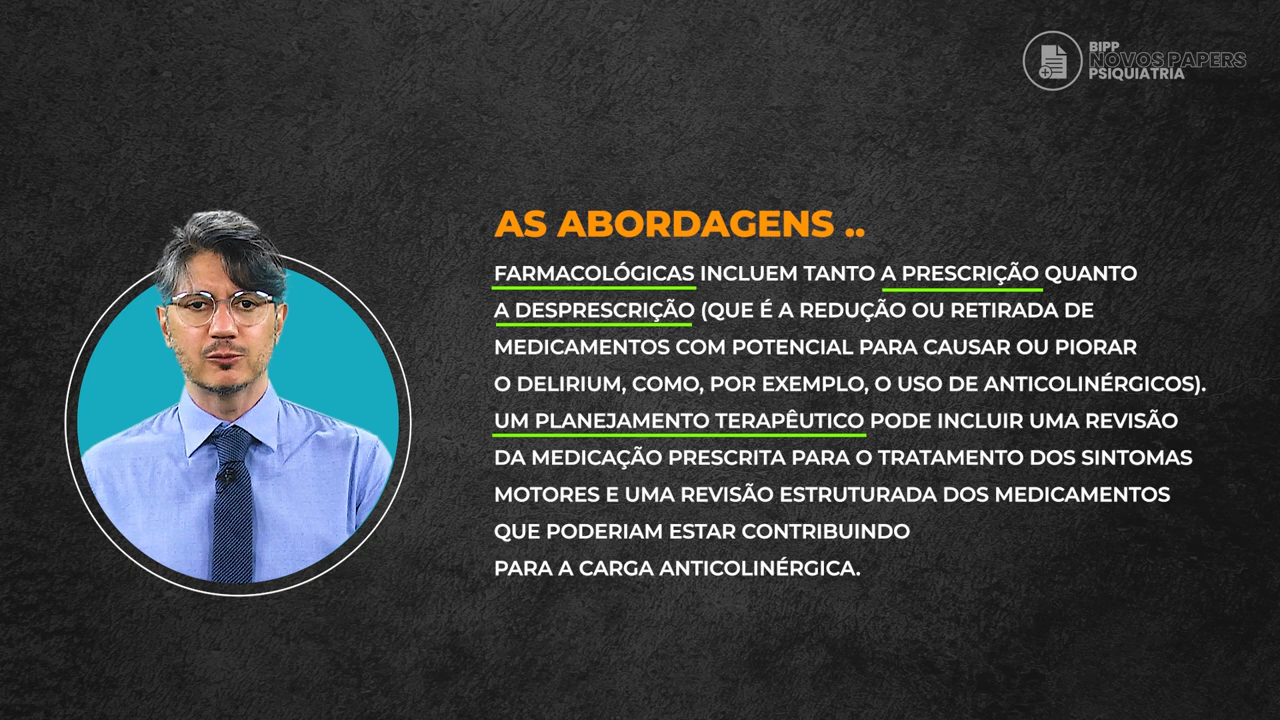 BIPP
NOVOS PAPERS
PSIQUIATRIA
AS ABORDAGENS ..
FARMACOLÓGICAS INCLUEM TANTO A PRESCRIÇÃO QUANTO
A DESPRESCRIÇÃO (QUE É A REDUÇÃO OU RETIRADA DE
MEDICAMENTOS COM POTENCIAL PARA CAUSAR OU PIORAR
O DELIRIUM, COMO, POR EXEMPLO, O USO DE ANTICOLINÉRGICOS).
UM PLANEJAMENTO TERAPÊUTICO PODE INCLUIR UMA REVISÃO
DA MEDICAÇÃO PRESCRITA PARA O TRATAMENTO DOS SINTOMAS
MOTORES E UMA REVISÃO ESTRUTURADA DOS MEDICAMENTOS
QUE PODERIAM ESTAR CONTRIBUINDO
PARA A CARGA ANTICOLINÉRGICA.